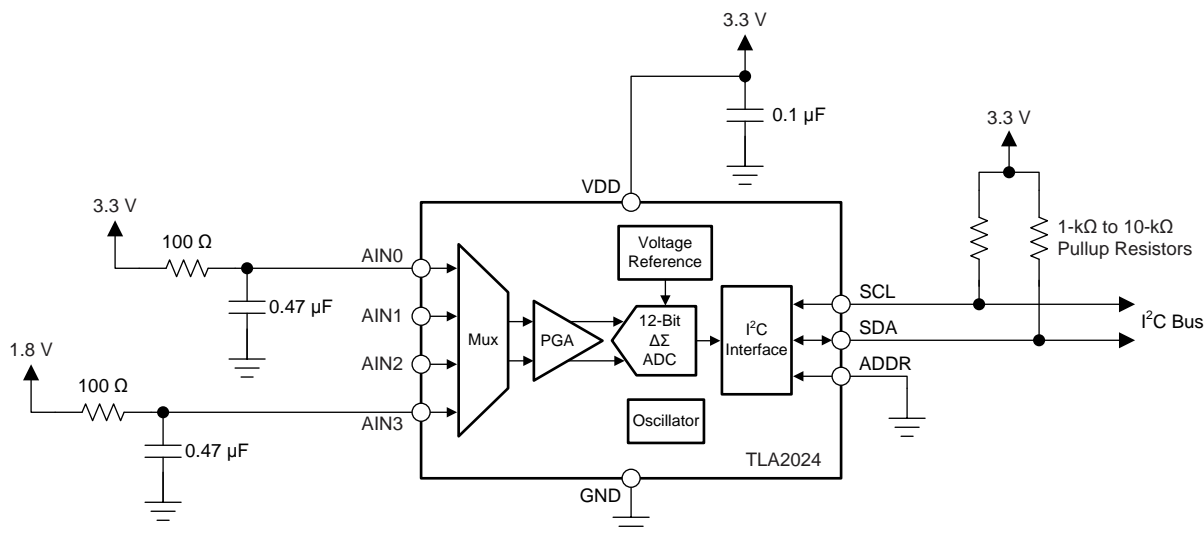 3.3 V
0.1 µF
3.3 V
VDD
3.3 V
100 Ω
0.47 µF
1-kΩ to 10-kΩ
Pullup Resistors
Voltage
Reference
AIN0
AIN1
AIN2
AIN3
Mux
PGA
12-Bit
ΔΣ
ADC
I²C
Interface
SCL
SDA
ADDR
I²C Bus
1.8 V
100 Ω
0.47 µF
Oscillator
TLA2024
GND